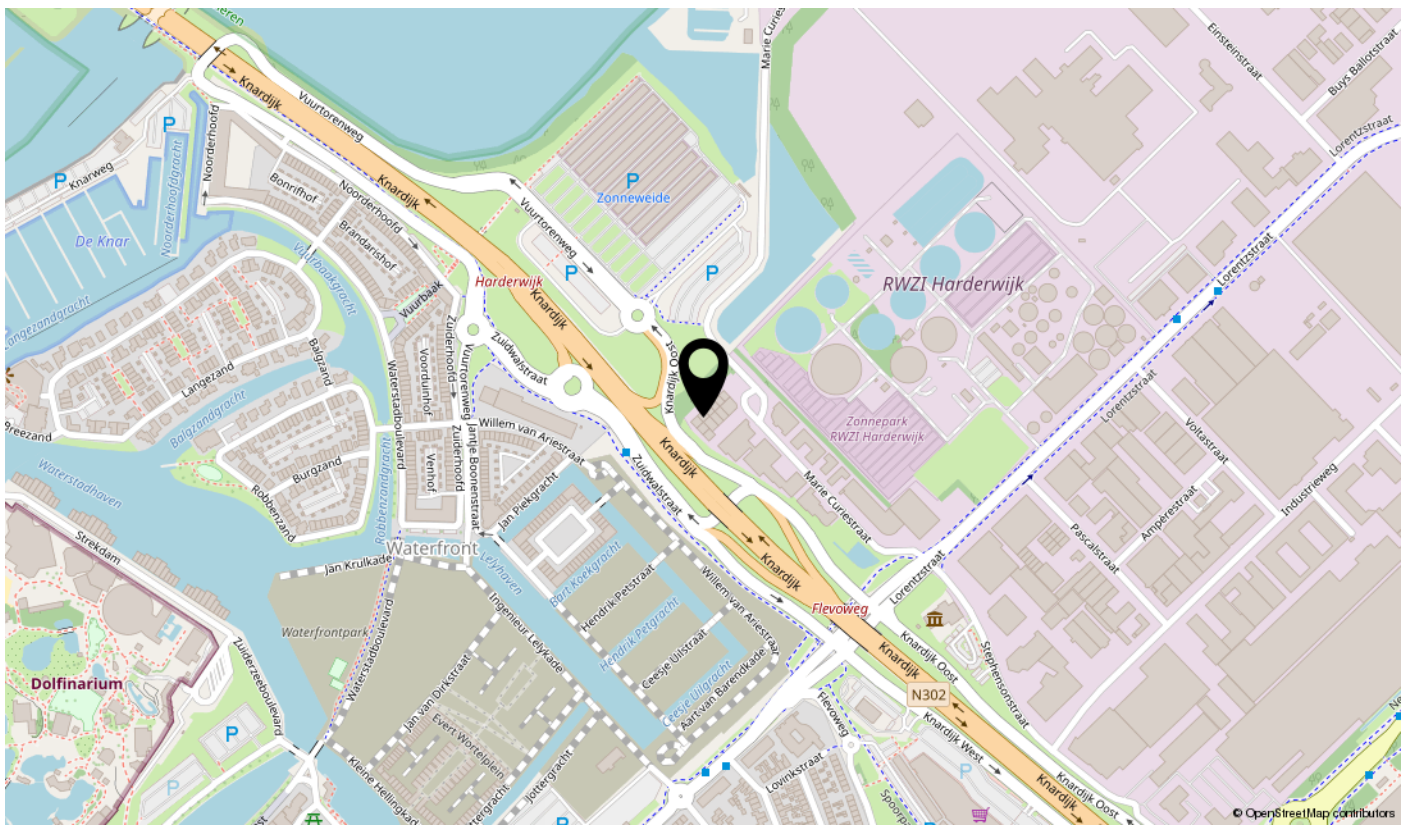 ieren
Marie Curies
Einsteinstraat
Buys Ballotstraat
Knardijk
Vuurtorenweg
Lorentzstraat
P
Noorderhoofd
Noorderhoofdgracht
Knarweg
P
Bonrifhof
Noorderhoofd
Knardijk
P
Zonneweide
Vuurtorenweg
Brandarishof
De Knar
Vuurbaakgracht
Lorentzstraat
P
P
Harderwijk
RWZI Harderwijk
Langezandgracht
Vuurbaak
Knardijk
Zuiderhoofd
Zuidwalstraat
Knardijk Oost
Balgzand
Langezand
Voorduinhof
Vuurtorenweg
Lorentzstraat
Breezand
Balgzandgracht
Waterstadboulevard
Willem van Ariestraat
Zonnepark
RWZI Harderwijk
Voltastraat
Waterstadhaven
Burgzand
Venhof
Zuiderhoofd
Jantje Boonenstraat
Knardijk
Zuidwalstraat
Robbenzand
Robbenzandgracht
Jan Piekgracht
Marie Curiestraat
Ampèrestraat
Industrieweg
Strekdam
Waterfront
Pascalstraat
Jan Krulkade
Lelyhaven
Bart Koekgracht
Knardijk
Lorentzstraat
Hendrik Petstraat
Willem van Ariestraat
Waterfrontpark
Ingenieur Lelykade
Hendrik Petgracht
Flevoweg
Zuiderzeeboulevard
Waterstadboulevard
Ceesje Uilstraat
Knardijk
Knardijk Oost
Stephensonstraat
Dolfinarium
Jan van Dirkstraat
Ceesje Uilgracht
Aart van Barendkade
N302
P
Evert Wortelplein
Flevoweg
Knardijk West
P
Kleine Hellingkade
Jottergracht
Lovinkstraat
P
Knardijk
Knardijk Oost
P
© OpenStreetMap contributors